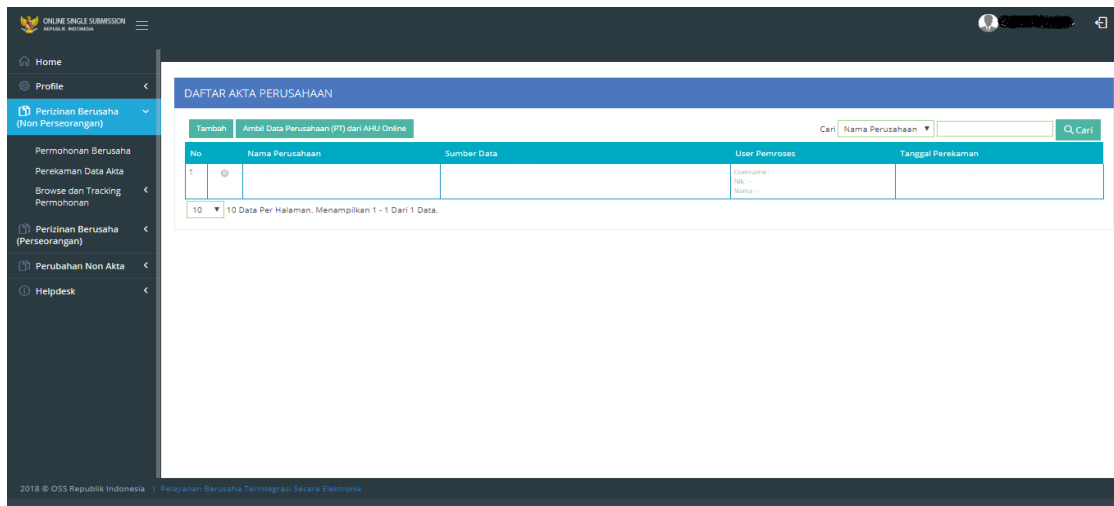 ONLINE SINGLE SUBMISSION
REPUBLIK INDONESIA
Home
Profile
Perizinan Berusaha
(Non Perseorangan)
Permohonan Berusaha
Perekaman Data Akta
Browse dan Tracking
Permohonan
Perizinan Berusaha
(Perseorangan)
Perubahan Non Akta
Helpdesk
DAFTAR AKTA PERUSAHAAN
Tambah Ambil Data Perusahaan (PT) dari AHU Online Cari Nama Perusahaan Cari
No Nama Perusahaan Sumber Data User Pemroses Tanggal Perekaman
1 Username : -
Nik : -
Nama : -
10 10 Data Per Halaman. Menampilkan 1 - 1 Dari 1 Data.
2018 © OSS Republik Indonesia | Pelayanan Berusaha Terintegrasi Secara Elektronik